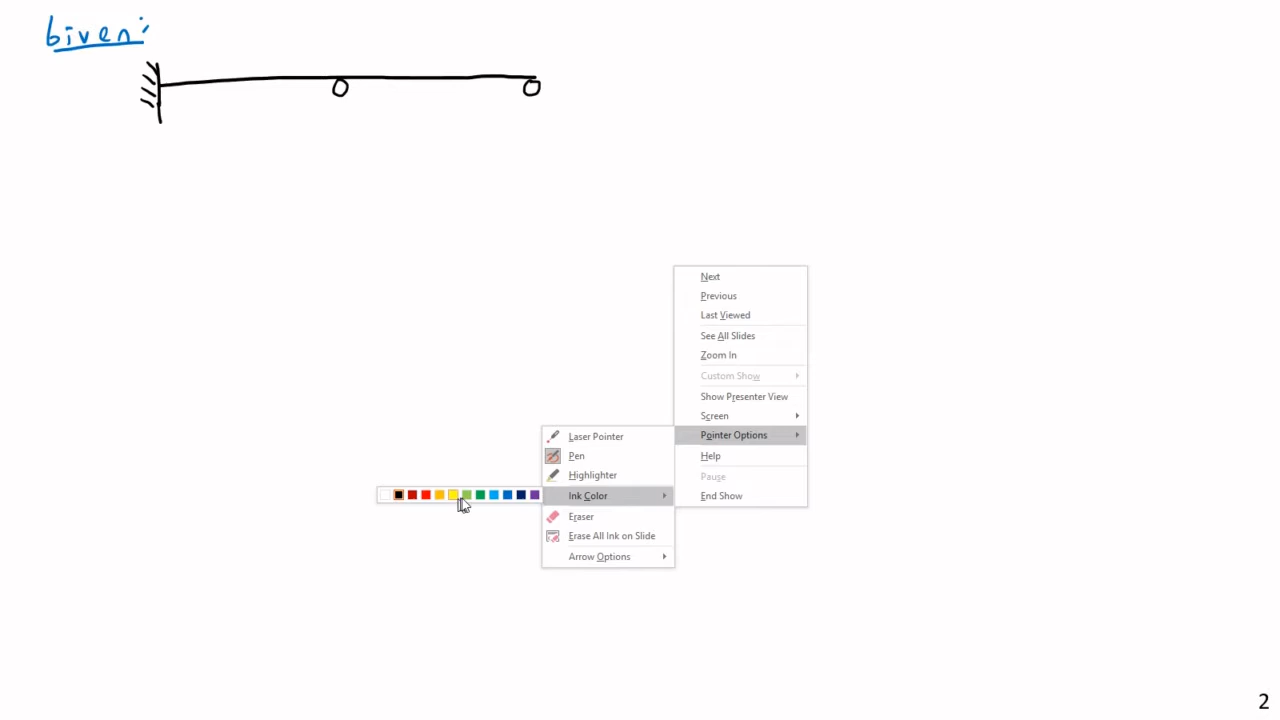 Given:
Next
Previous
Last Viewed
See All Slides
Zoom In
Custom Show
Show Presenter View
Screen
Pointer Options
Help
Pause
End Show
Laser Pointer
Pen
Highlighter
Ink Color
Eraser
Erase All Ink on Slide
Arrow Options
2